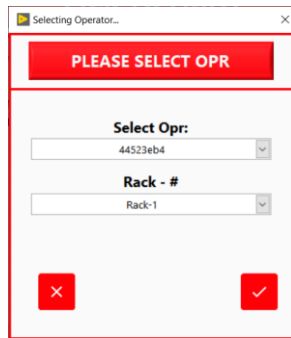 Selecting Operator...
PLEASE SELECT OPR
Select Opr:
44523eb4
Rack - #
Rack-1